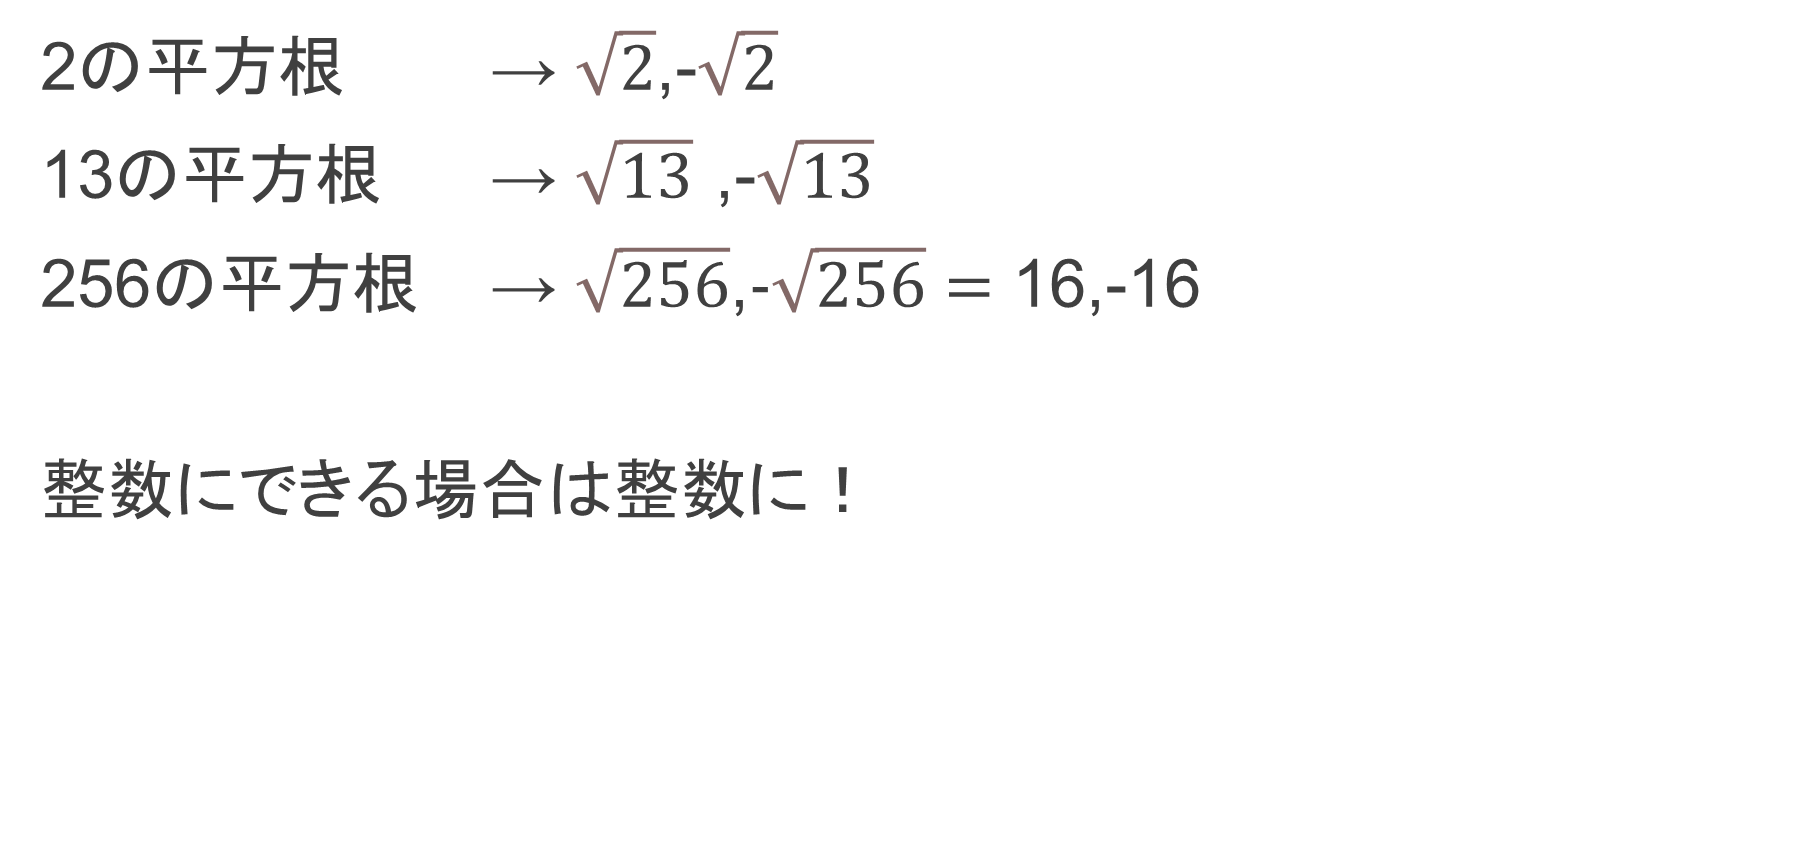 2の平方根 → √2,-√2
13の平方根 → √13 ,-√13
256の平方根 → √256,-√256 = 16,-16
整数にできる場合は整数に！